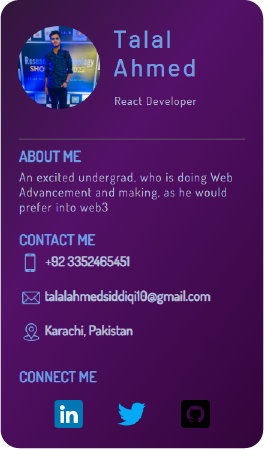 Talal
Ahmed
React Developer
ABOUT ME
An excited undergrad, who is doing Web
Advancement and making, as he would
prefer into web3
CONTACT ME
+92 3352465451
talalahmedsiddiqi10@gmail.com
Karachi, Pakistan
CONNECT ME
in